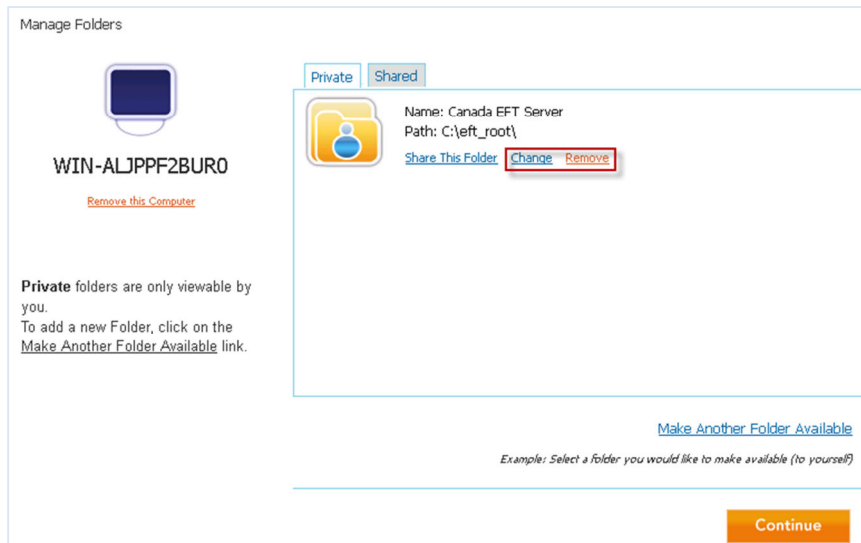 Manage Folders
Private Shared
WIN-ALJPPF2BUR0
Remove this Computer
Name: Canada EFT Server
Path: C:\eft_root\
Share This Folder Change Remove
Private folders are only viewable by
you.
To add a new Folder, click on the
Make Another Folder Available link.
Make Another Folder Available
Example: Select a folder you would like to make available (to yourself)
Continue